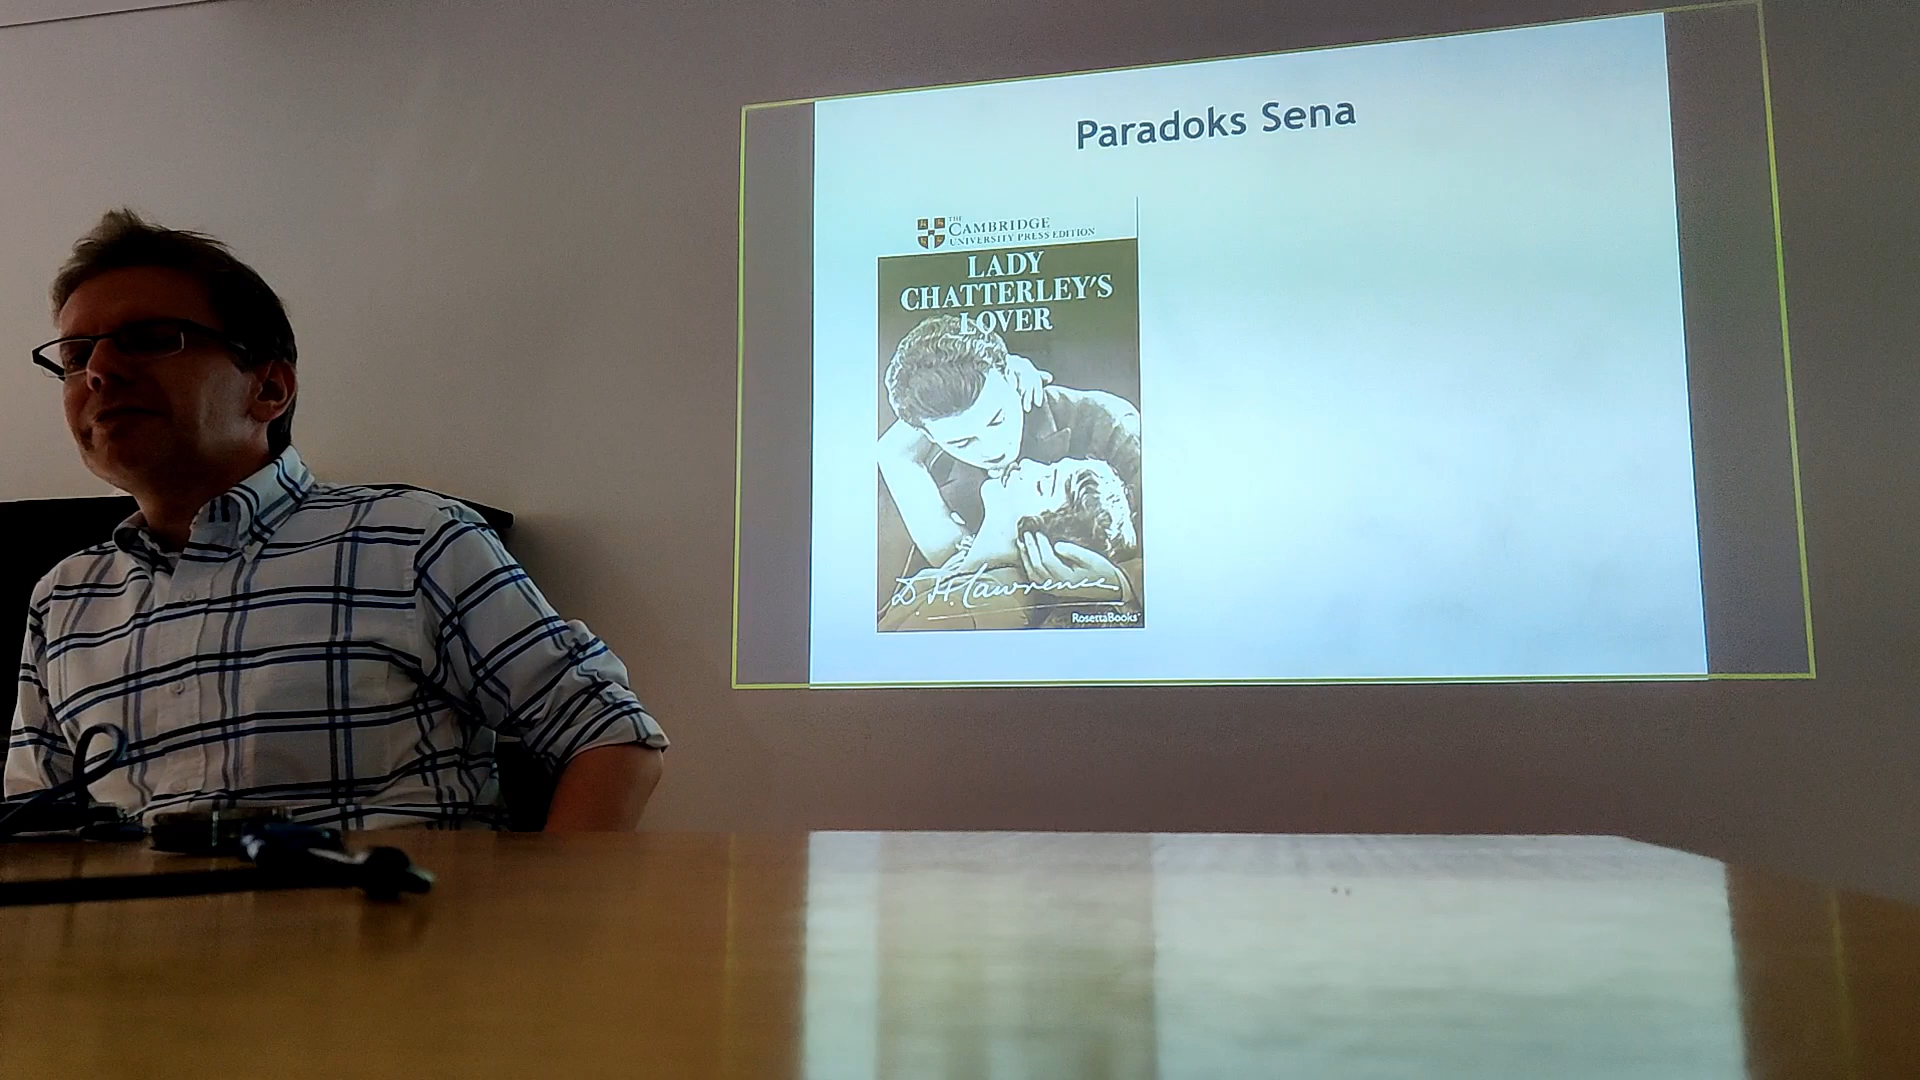 Paradoks Sena
THE
CAMBRIDGE
UNIVERSITY PRESS EDITION
LADY
CHATTERLEY'S
LOVER
D. H. Lawrence
RosettaBooks